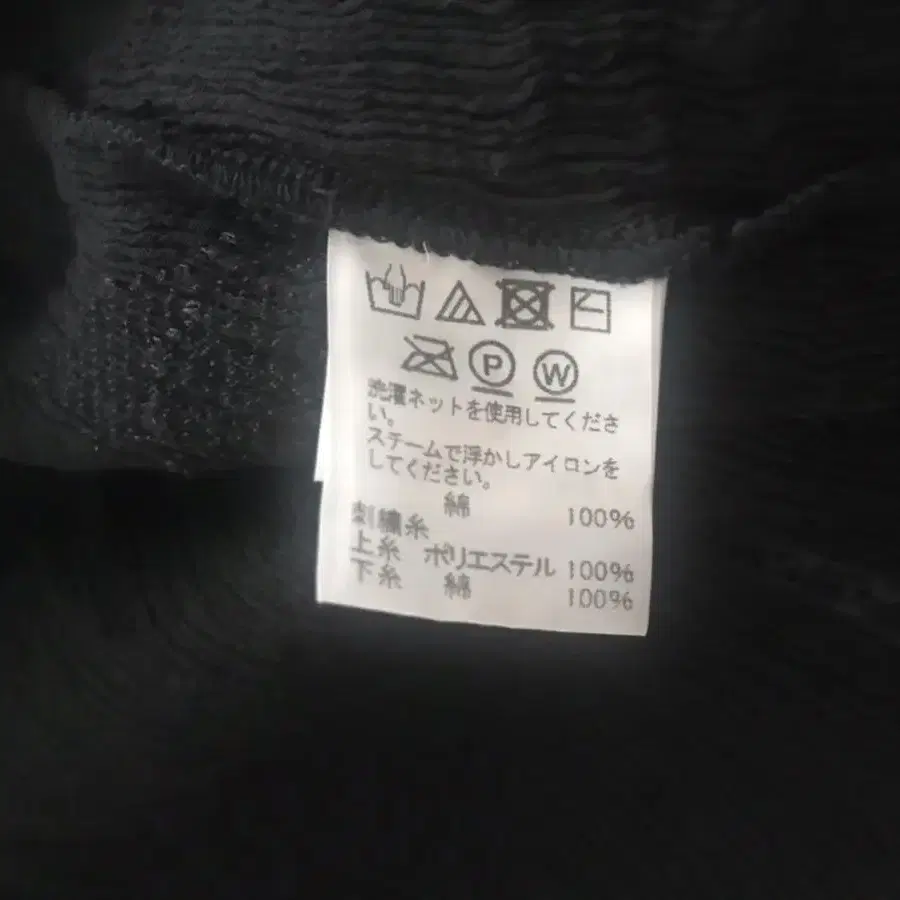 P W
洗濯ネットを使用してくださ
い。
スチームで浮かしアイロンを
してください。
綿 100%
刺繍糸
上糸 ポリエステル 100%
下糸 綿 100%